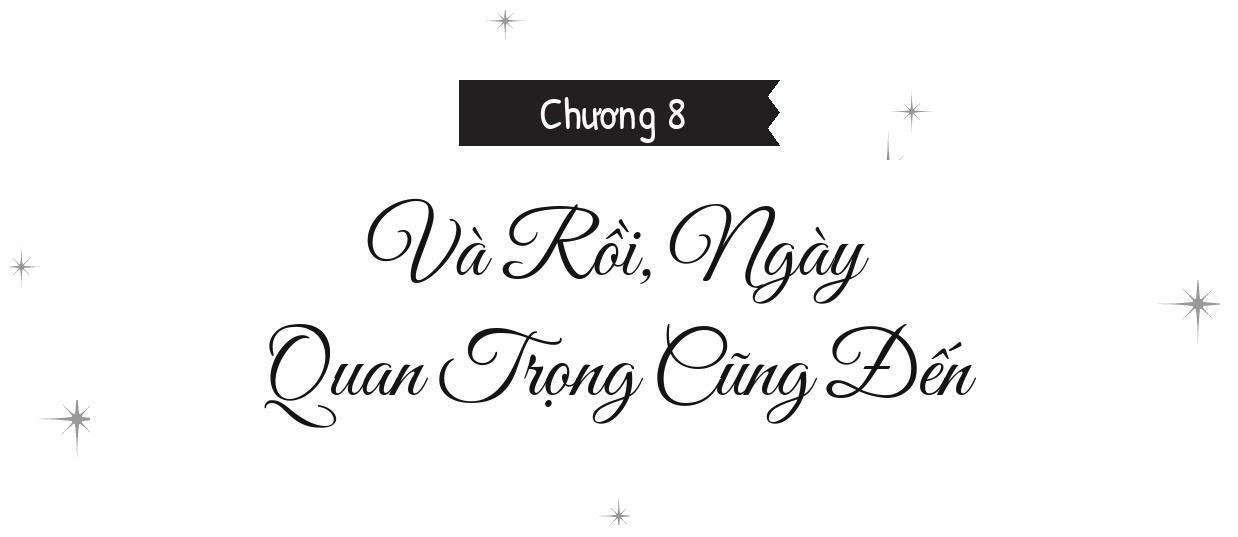 Chương 8
Và Rồi, Ngày
Quan Trọng Cũng Đến